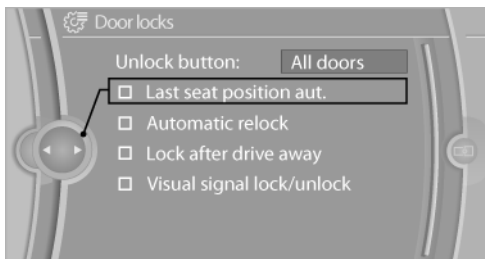 Door locks
Unlock button: All doors
Last seat position aut.
Automatic relock
Lock after drive away
Visual signal lock/unlock